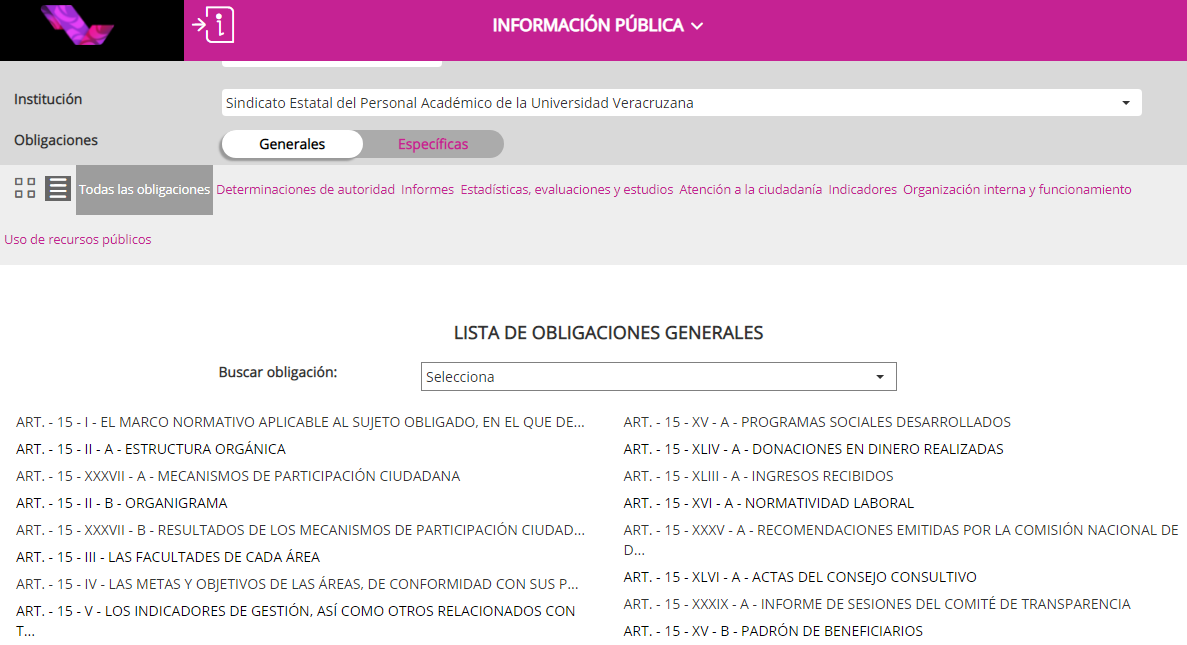 INFORMACIÓN PÚBLICA
Institución
Sindicato Estatal del Personal Académico de la Universidad Veracruzana
Obligaciones
Generales
Específicas
Todas las obligaciones Determinaciones de autoridad Informes Estadísticas, evaluaciones y estudios Atención a la ciudadanía Indicadores Organización interna y funcionamiento
Uso de recursos públicos
LISTA DE OBLIGACIONES GENERALES
Buscar obligación:
Selecciona
ART. - 15 - I - EL MARCO NORMATIVO APLICABLE AL SUJETO OBLIGADO, EN EL QUE DE...
ART. - 15 - II - A - ESTRUCTURA ORGÁNICA
ART. - 15 - XXXVII - A - MECANISMOS DE PARTICIPACIÓN CIUDADANA
ART. - 15 - II - B - ORGANIGRAMA
ART. - 15 - XXXVII - B - RESULTADOS DE LOS MECANISMOS DE PARTICIPACIÓN CIUDAD...
ART. - 15 - III - LAS FACULTADES DE CADA ÁREA
ART. - 15 - IV - LAS METAS Y OBJETIVOS DE LAS ÁREAS, DE CONFORMIDAD CON SUS P...
ART. - 15 - V - LOS INDICADORES DE GESTIÓN, ASÍ COMO OTROS RELACIONADOS CON
T...
ART. - 15 - XV - A - PROGRAMAS SOCIALES DESARROLLADOS
ART. - 15 - XLIV - A - DONACIONES EN DINERO REALIZADAS
ART. - 15 - XLIII - A - INGRESOS RECIBIDOS
ART. - 15 - XVI - A - NORMATIVIDAD LABORAL
ART. - 15 - XXXV - A - RECOMENDACIONES EMITIDAS POR LA COMISIÓN NACIONAL DE
D...
ART. - 15 - XLVI - A - ACTAS DEL CONSEJO CONSULTIVO
ART. - 15 - XXXIX - A - INFORME DE SESIONES DEL COMITÉ DE TRANSPARENCIA
ART. - 15 - XV - B - PADRÓN DE BENEFICIARIOS